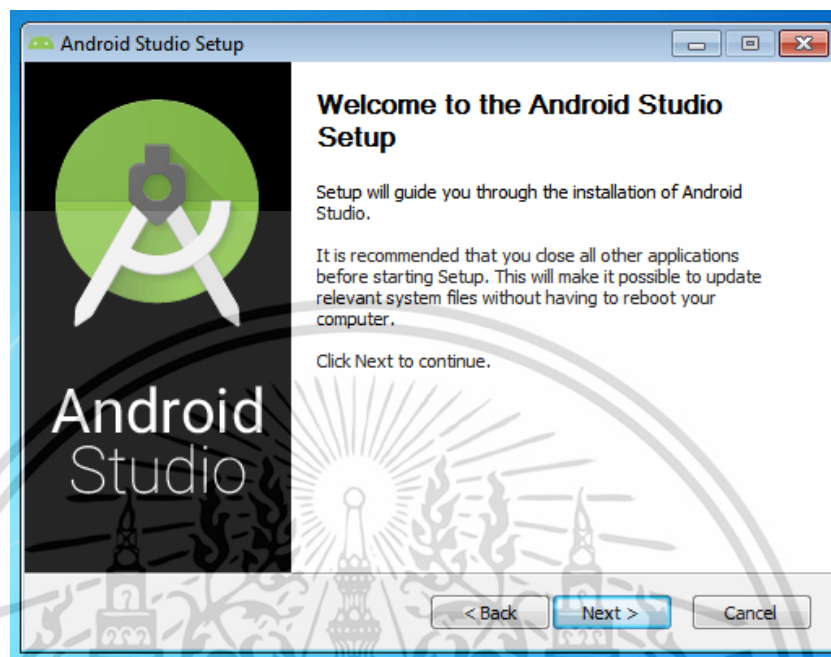 Android Studio Setup
Welcome to the Android Studio
Setup
Setup will guide you through the installation of Android
Studio.
It is recommended that you close all other applications
before starting Setup. This will make it possible to update
relevant system files without having to reboot your
computer.
Click Next to continue.
Android
Studio
< Back Next > Cancel